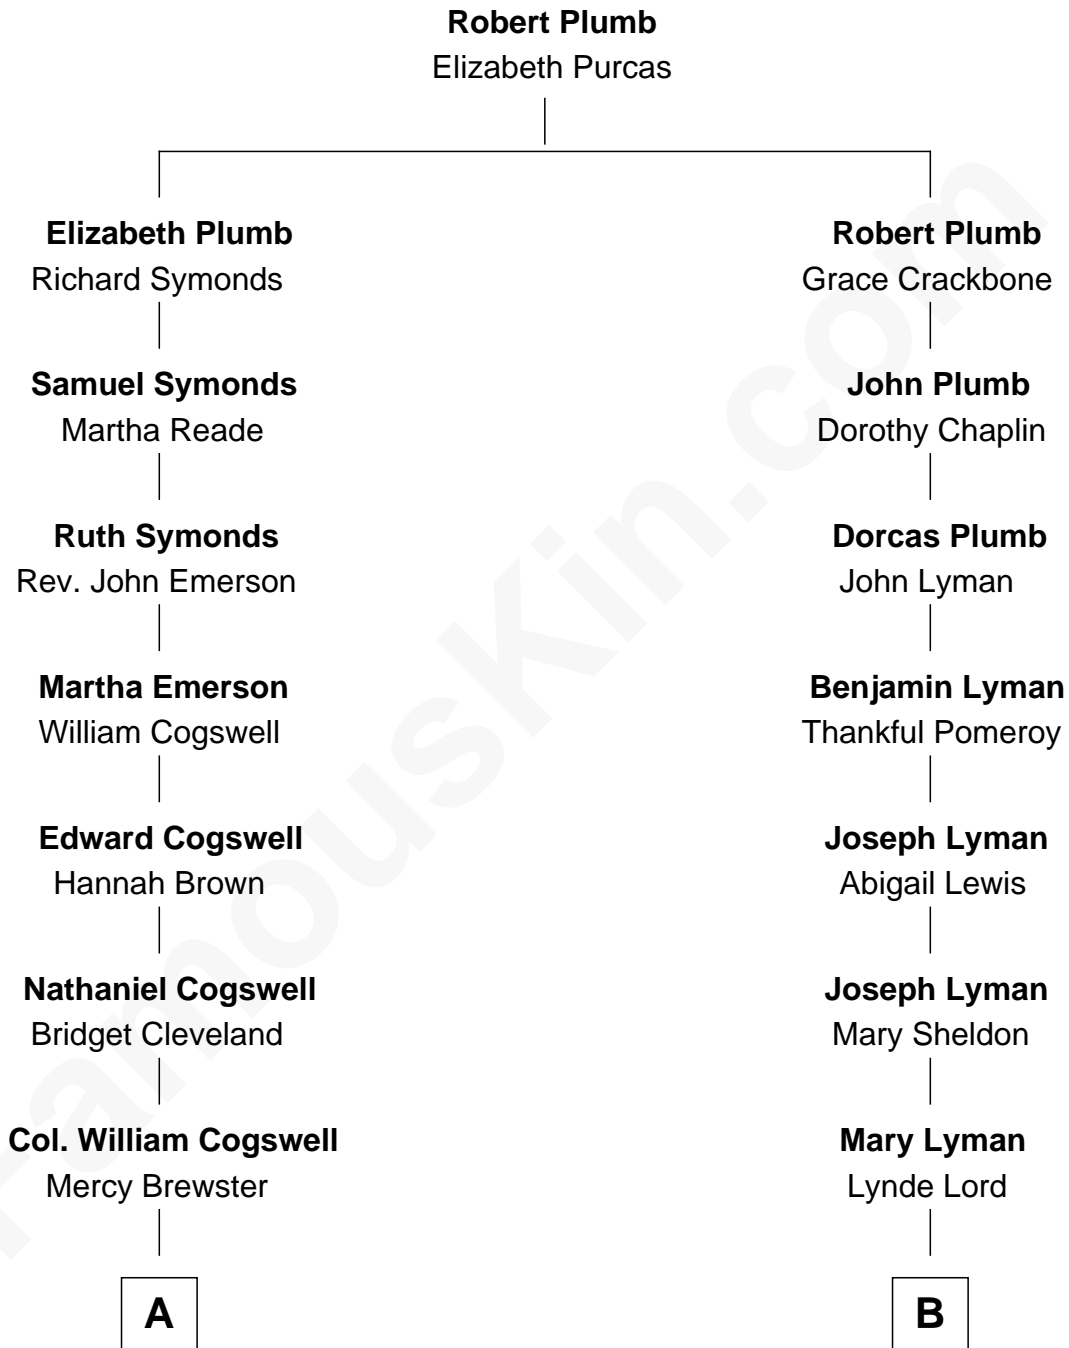 Robert Plumb
Elizabeth Purcas
Elizabeth Plumb
Richard Symonds
Robert Plumb
Grace Crackbone
Samuel Symonds
Martha Reade
John Plumb
Dorothy Chaplin
Ruth Symonds
Rev. John Emerson
Dorcas Plumb
John Lyman
Martha Emerson
William Cogswell
Benjamin Lyman
Thankful Pomeroy
Edward Cogswell
Hannah Brown
Joseph Lyman
Abigail Lewis
Nathaniel Cogswell
Bridget Cleveland
Joseph Lyman
Mary Sheldon
Col. William Cogswell
Mercy Brewster
Mary Lyman
Lynde Lord
A
B
FamousKin.com